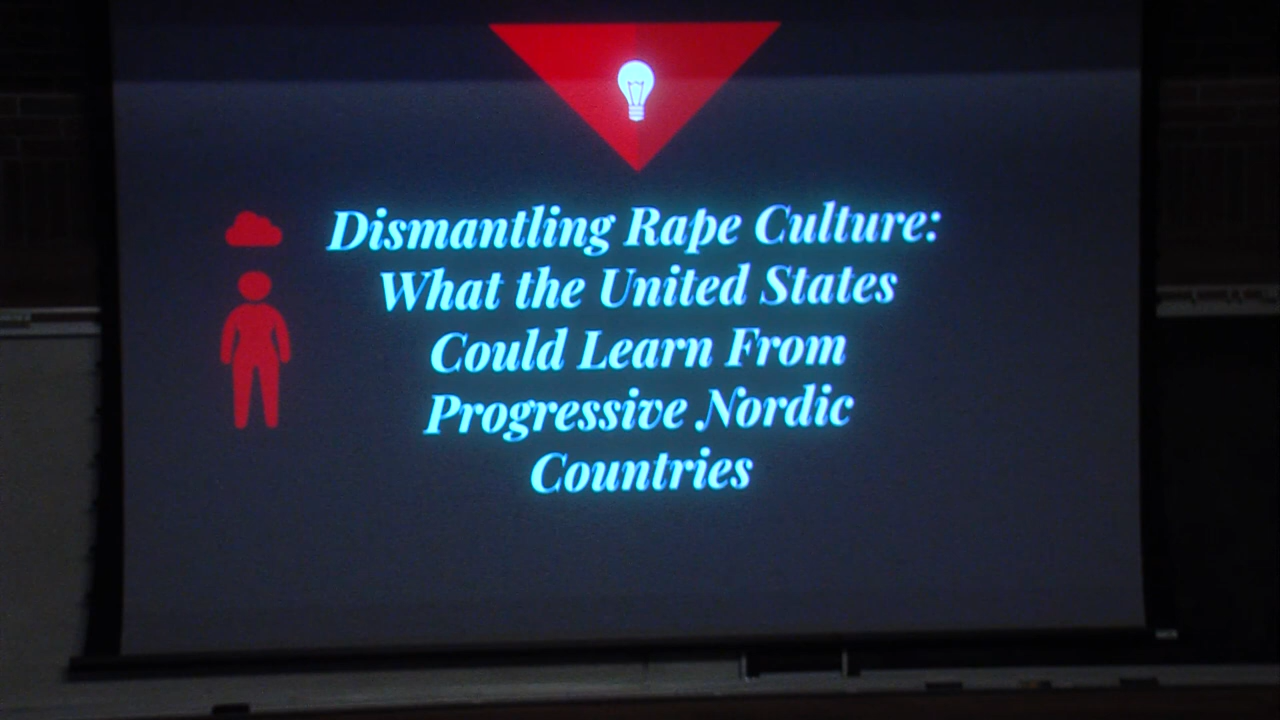 Dismantling Rape Culture:
What the United States
Could Learn From
Progressive Nordic
Countries